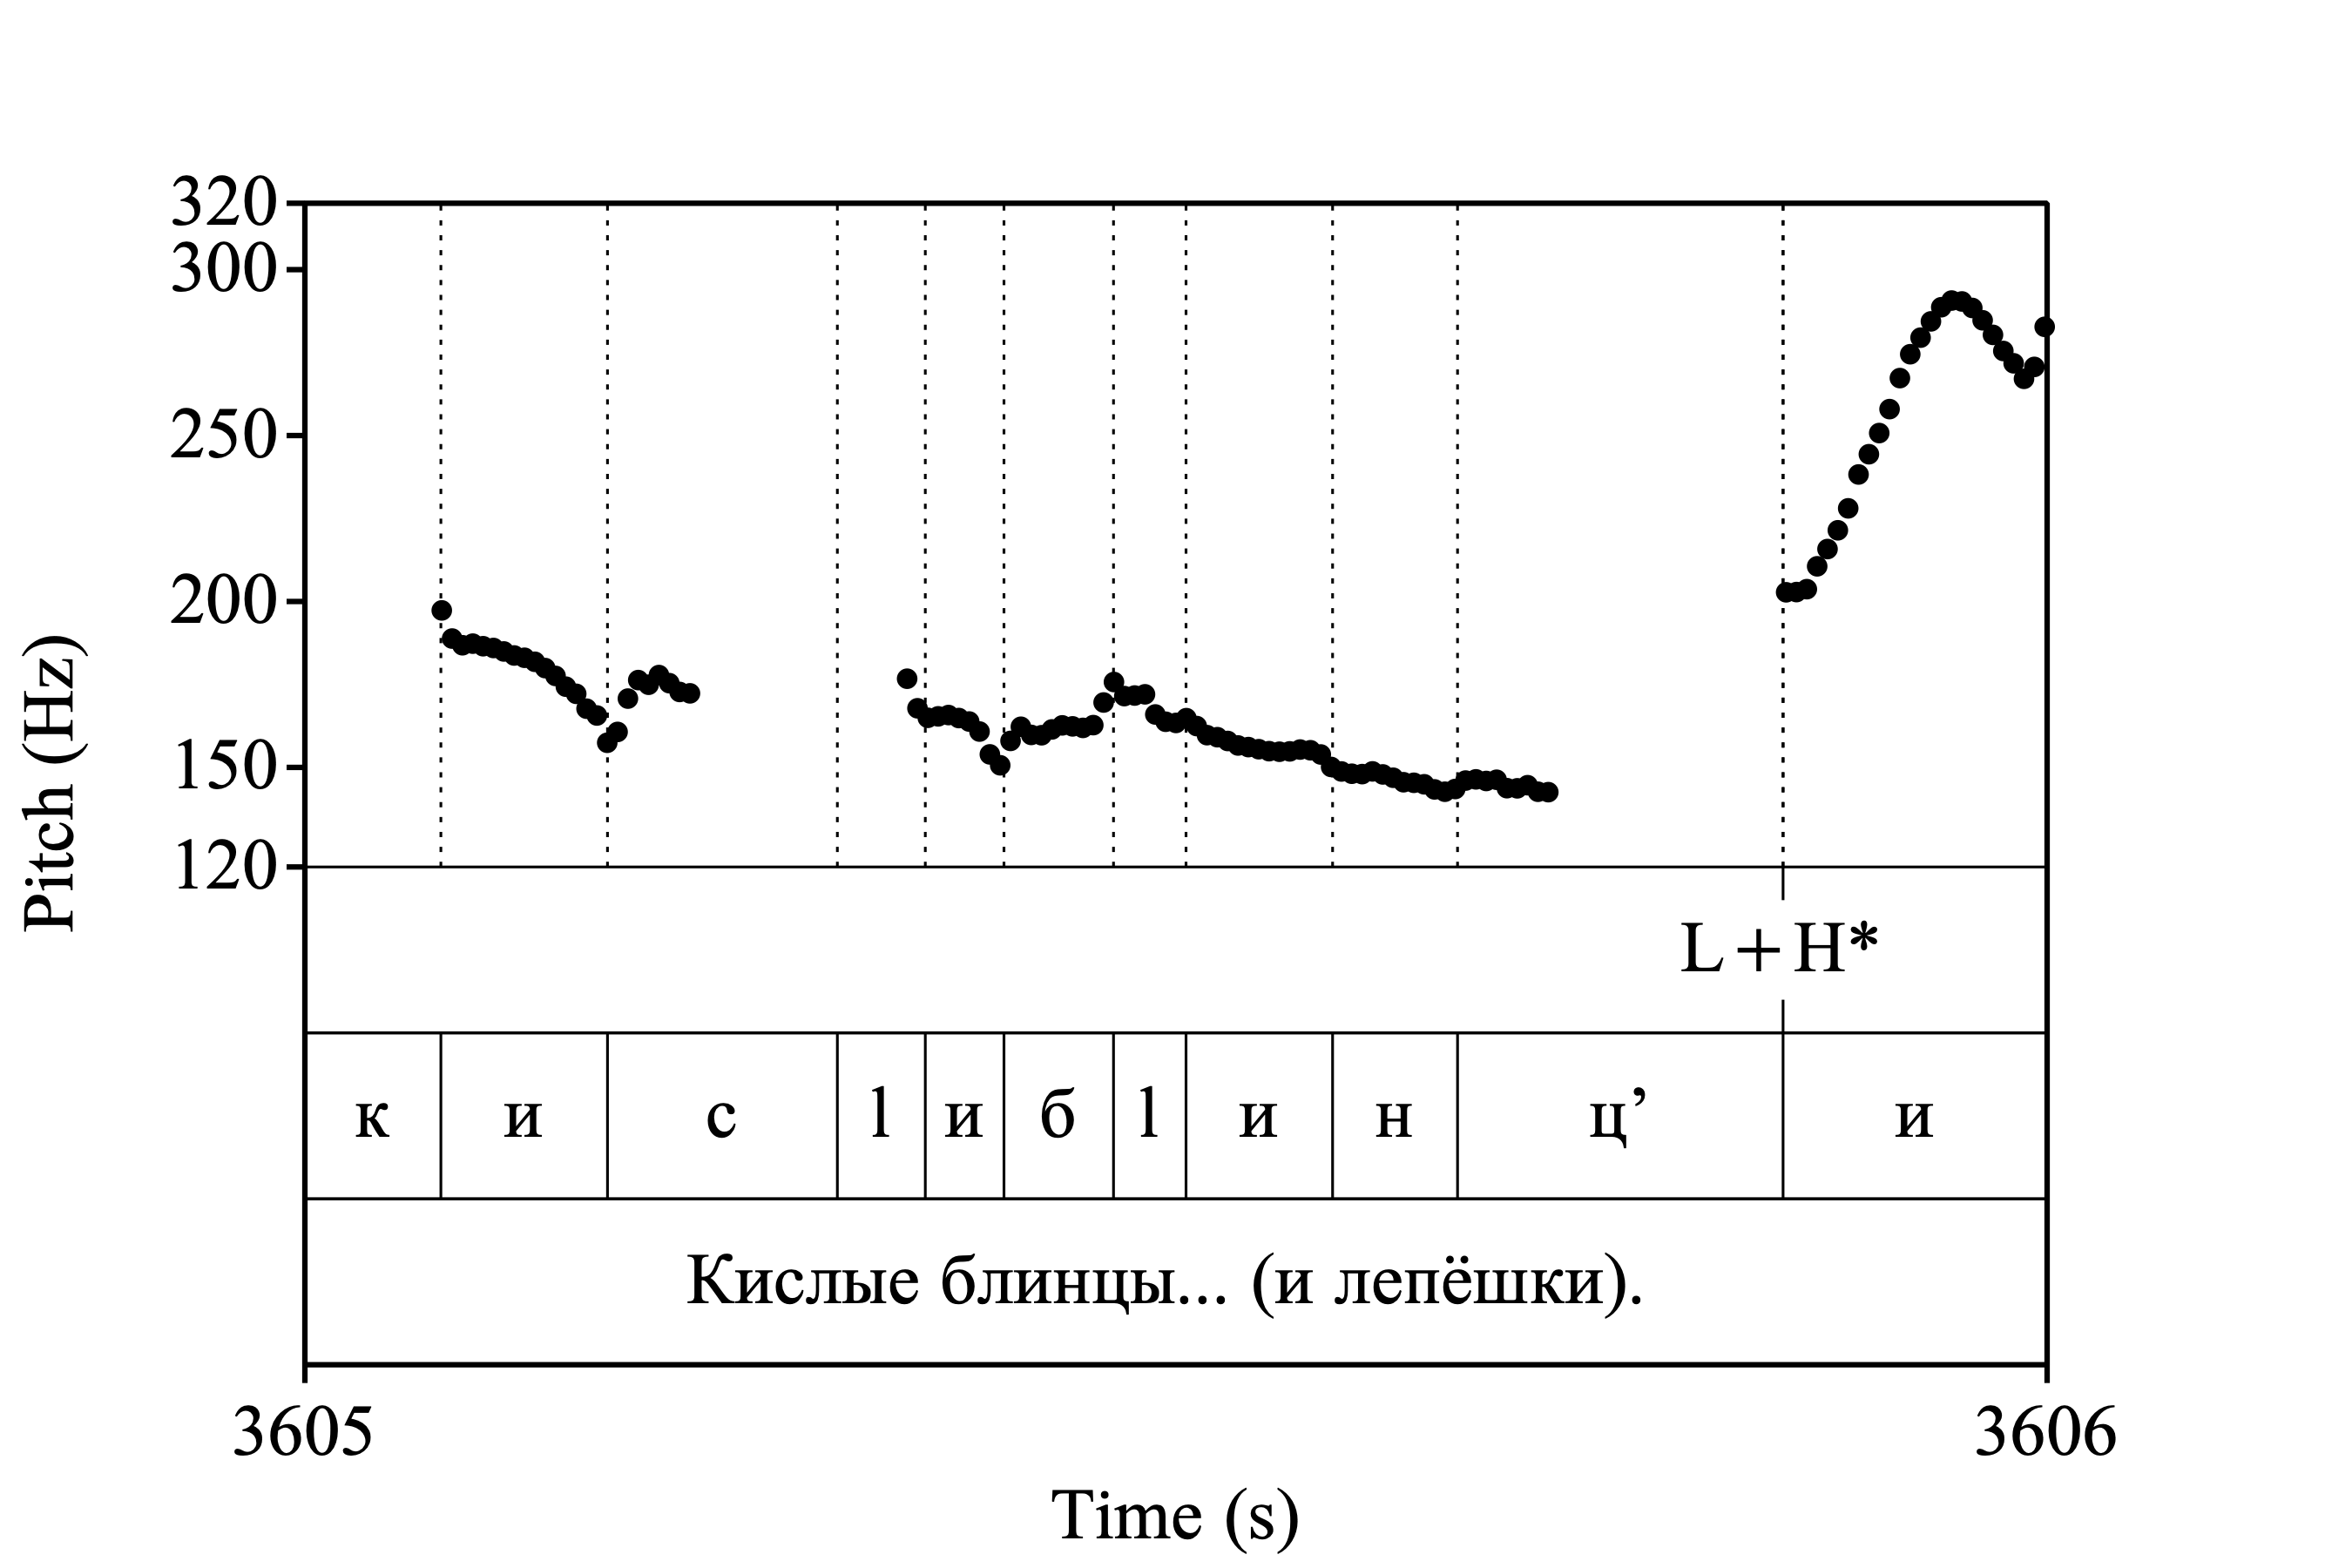 320
300
250
200
150
120
Pitch (Hz)
L + H*
к и с l и б l и н ц’ и
Кислые блинцы... (и лепёшки).
3605 3606
Time (s)